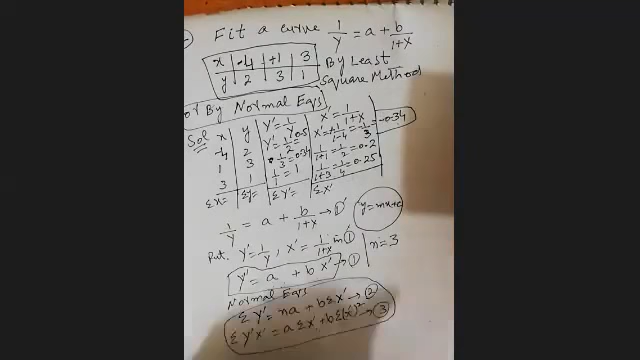 Fit a curve 1/y = a + b/1+x
x | -4 | +1 | 3
y | 2 | 3 | 1
By Least Square Method
or By Normal Eqs
Sol x | y | Y' = 1/y | X' = 1/1+x
-4 | 2 | Y' = 1/2 = 0.5 | X' = +1/1-4 = -1/3 = -0.34
1 | 3 | 1/3 = 0.34 | 1/1+1 = 1/2 = 0.2
3 | 1 | 1/1 = 1 | 1/1+3 = 1/4 = 0.25
Σx= | Σy= | ΣY'= | ΣX'
1/y = a + b/1+x → ①'
y = mx+c
Put Y' = 1/y, X' = 1/1+x in ①'
n = 3
Y' = a + b X' → ①
Normal Eqs
ΣY' = na + bΣX' → ②
ΣY'X' = aΣX' + bΣ(X')² → ③